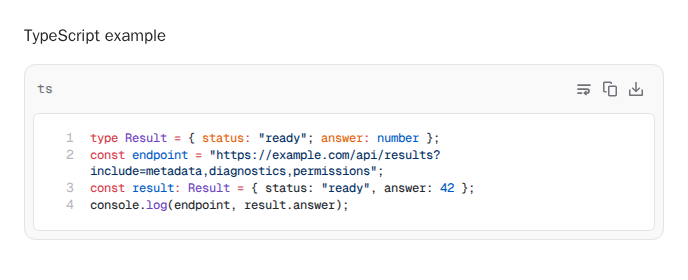 TypeScript example
ts
1 type Result = { status: "ready"; answer: number };
2 const endpoint = "https://example.com/api/results?
include=metadata,diagnostics,permissions";
3 const result: Result = { status: "ready", answer: 42 };
4 console.log(endpoint, result.answer);